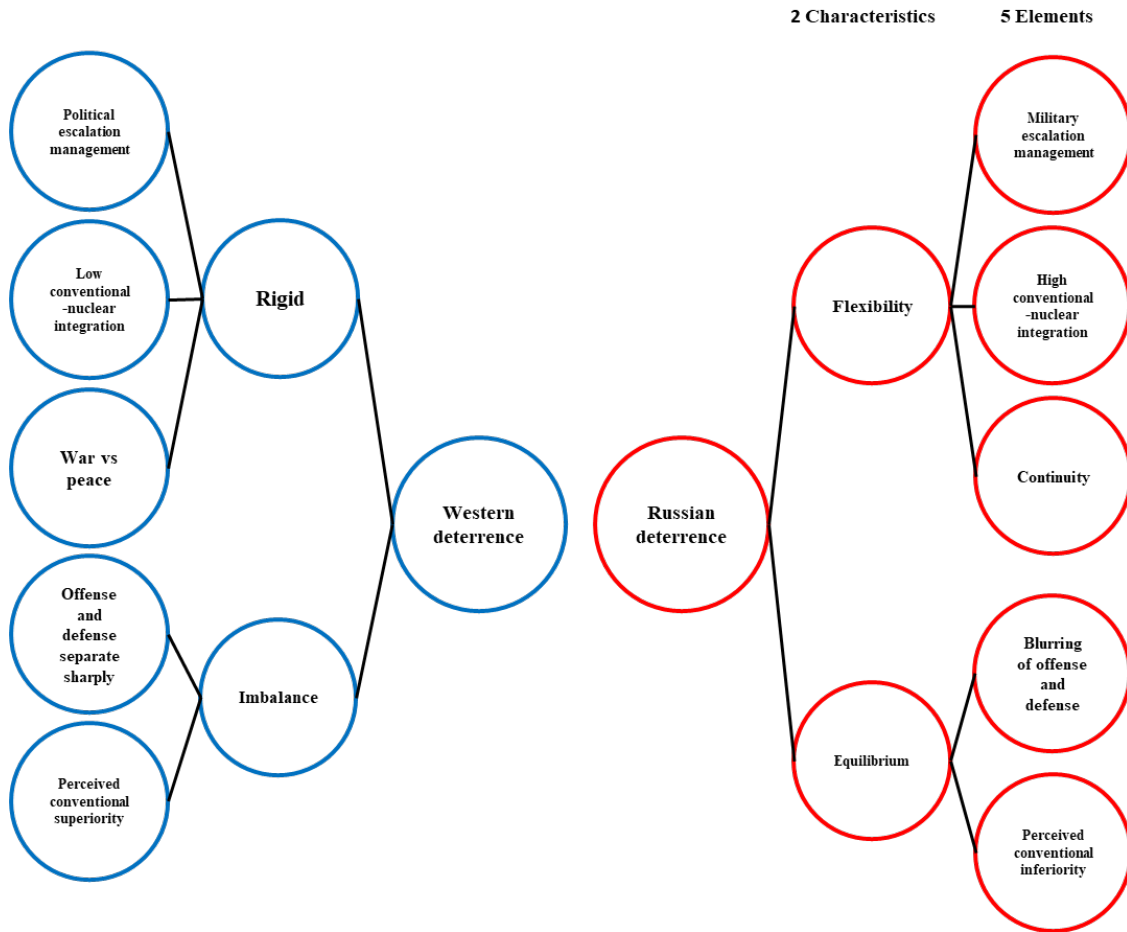 2 Characteristics
5 Elements
Political
escalation
management
Low
conventional
-nuclear
integration
War vs
peace
Offense
and
defense
separate
sharply
Perceived
conventional
superiority
Rigid
Imbalance
Western
deterrence
Russian
deterrence
Flexibility
Equilibrium
Military
escalation
management
High
conventional
-nuclear
integration
Continuity
Blurring
of offense
and
defense
Perceived
conventional
inferiority